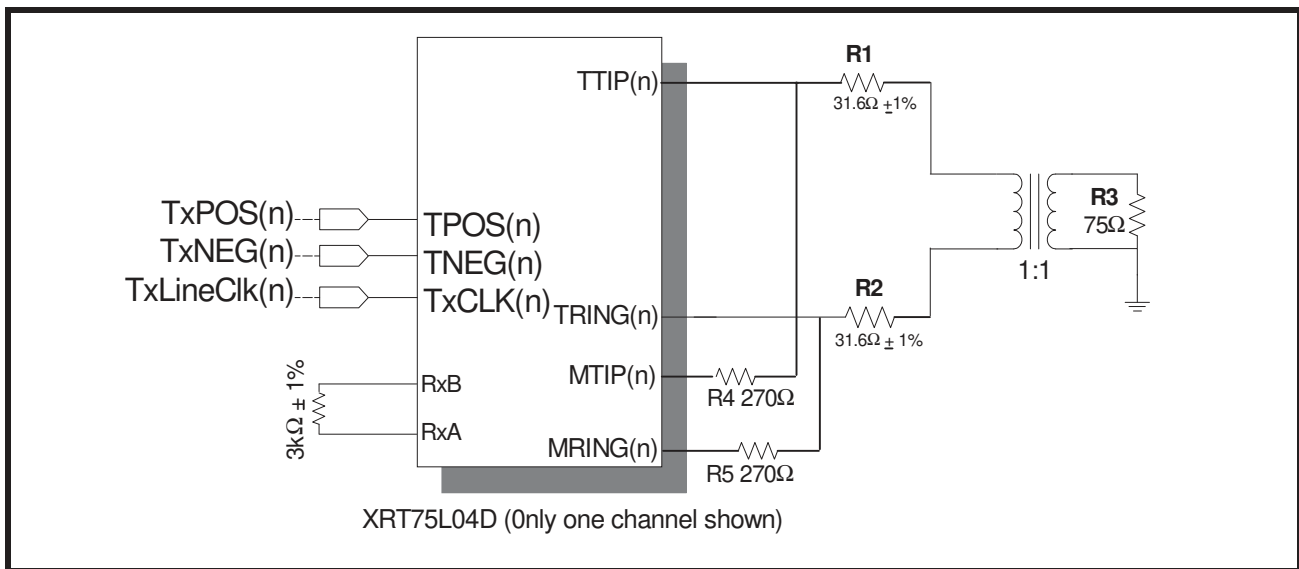 TTIP(n)
R1
31.6Ω ±1%
TxPOS(n)
TPOS(n)
TxNEG(n)
TNEG(n)
TxLineClk(n)
TxCLK(n)
TRING(n)
R2
31.6Ω ± 1%
1:1
R3
75Ω
MTIP(n)
R4 270Ω
RxB
RxA
3kΩ ± 1%
MRING(n)
R5 270Ω
XRT75L04D (0nly one channel shown)